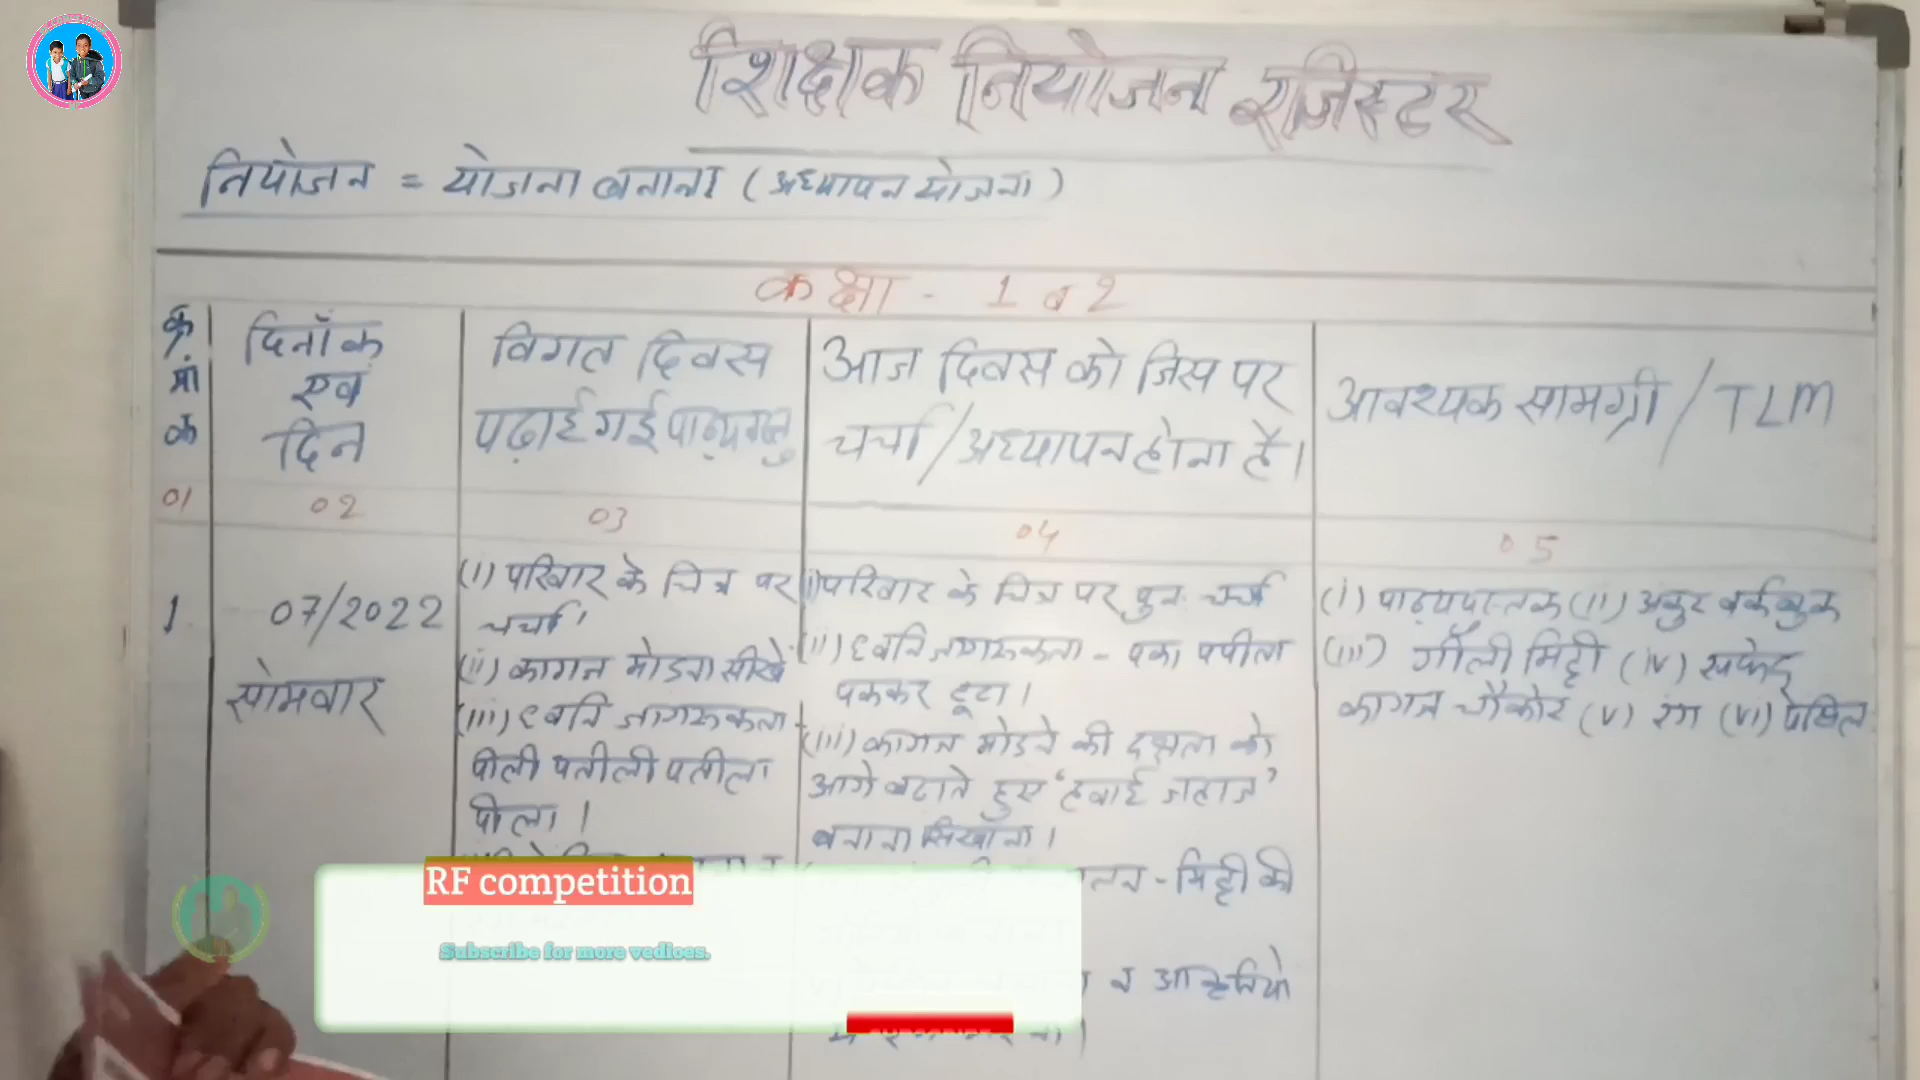 शिक्षक नियोजन रजिस्टर
नियोजन = योजना बनाना (अध्यापन योजना)
कक्षा - 1 व 2
क्रमांक
दिनाँक
एवं
दिन
विगत दिवस
पढ़ाई गई पाठ्यवस्तु
आज दिवस को जिस पर
चर्चा/अध्यापन होना है।
आवश्यक सामग्री / TLM
01 02 03 04 05
1
07/2022
सोमवार
(i) परिवार के चित्र पर
चर्चा।
(ii) कागज मोडना सीखे
(iii) ध्वनि जागरूकता -
पीली पतीली पतीला
पीला।
(i) परिवार के चित्र पर पुनः चर्चा
(ii) ध्वनि जागरूकता - पका पपीता
पककर टूटा।
(iii) कागज मोडने की दक्षता को
आगे बढाते हुए 'हवाई जहाज'
बनाना सिखाँना।
- मिट्टी की
व आकृतियो
(i) पाठ्यपुस्तक (ii) अंकुर वर्कबुक
(iii) गीली मिट्टी (iv) सफेद
कागज चौकोर (v) रंग (vi) पेंसिल
RF competition
Subscribe for more vedioes.